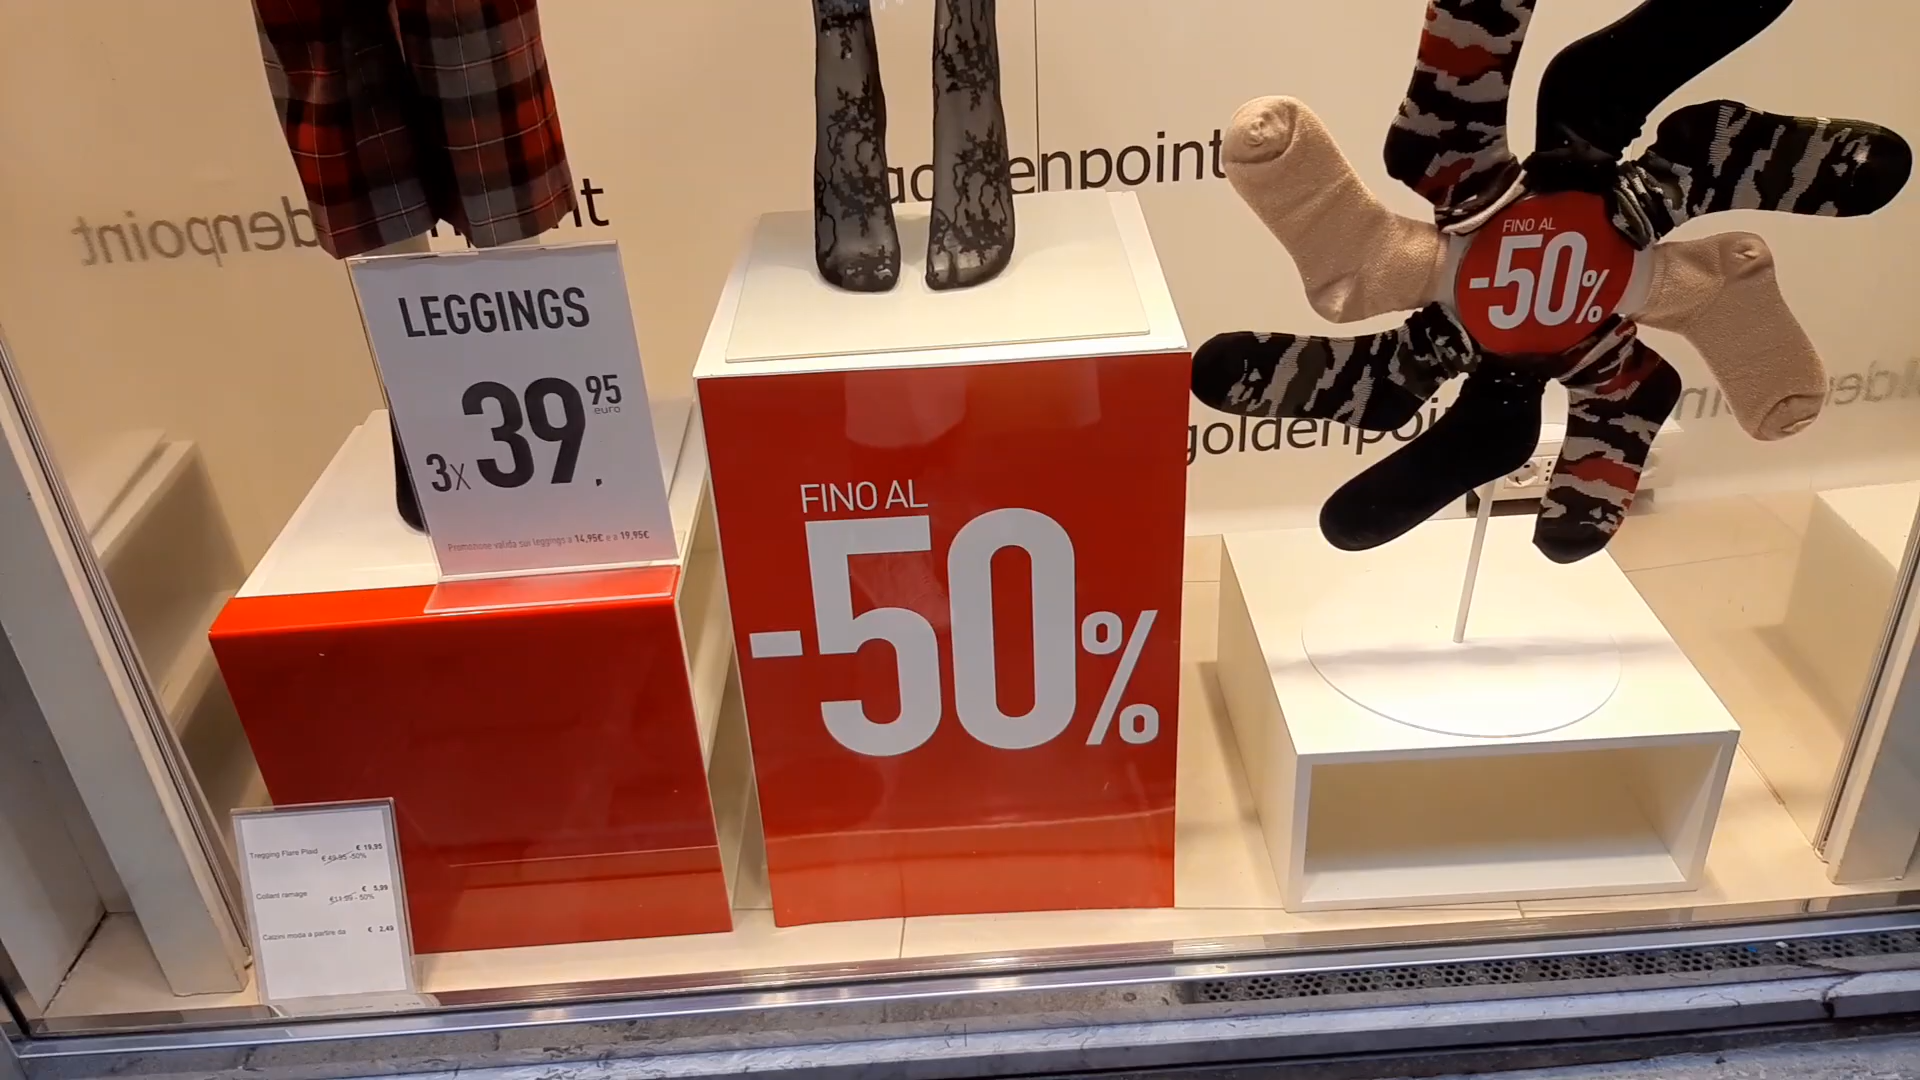 goldenpoint
goldenpoint
goldenpoi
LEGGINGS
3x 39,95
euro
Promozione valida sui leggings a 14,95€ e a 19,95€
FINO AL
-50%
FINO AL
-50%
Tregging Flare Plaid € 19,95
€ 49,95 -50%
Collant ramage € 5,99
€11,99 - 50%
Calzini moda a partire da € 2,49